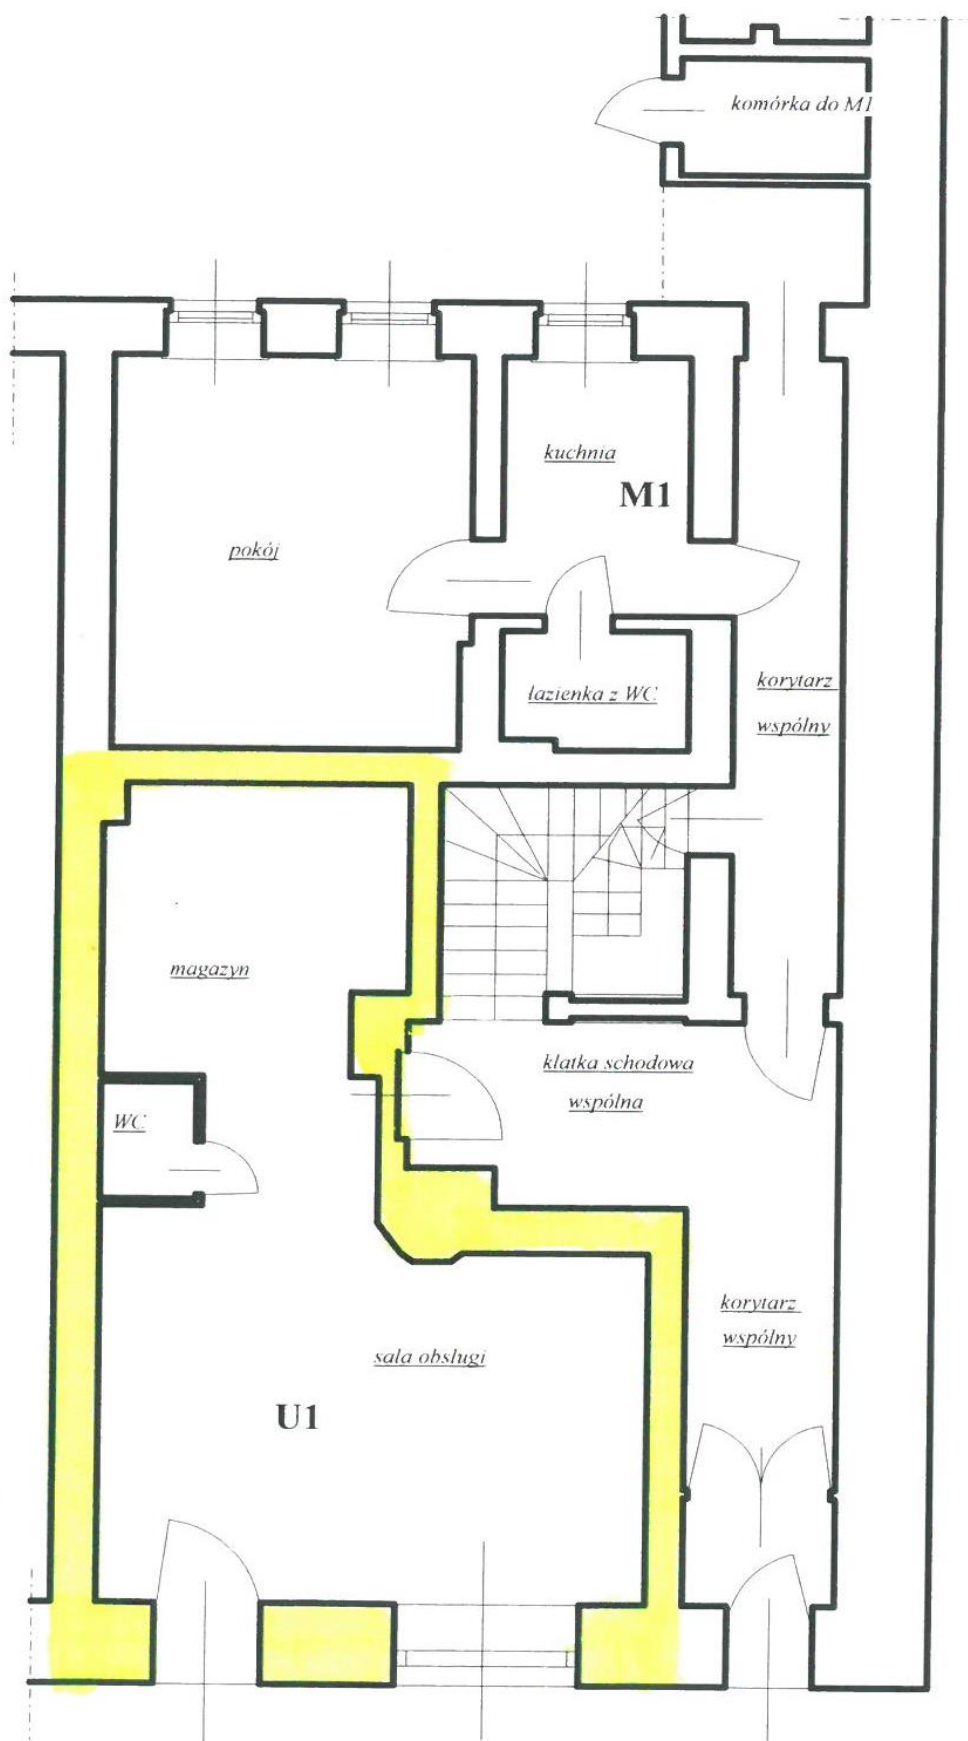 komórka do M1
kuchnia
M1
pokój
łazienka z WC
korytarz
wspólny
magazyn
klatka schodowa
wspólna
WC
korytarz
wspólny
sala obsługi
U1